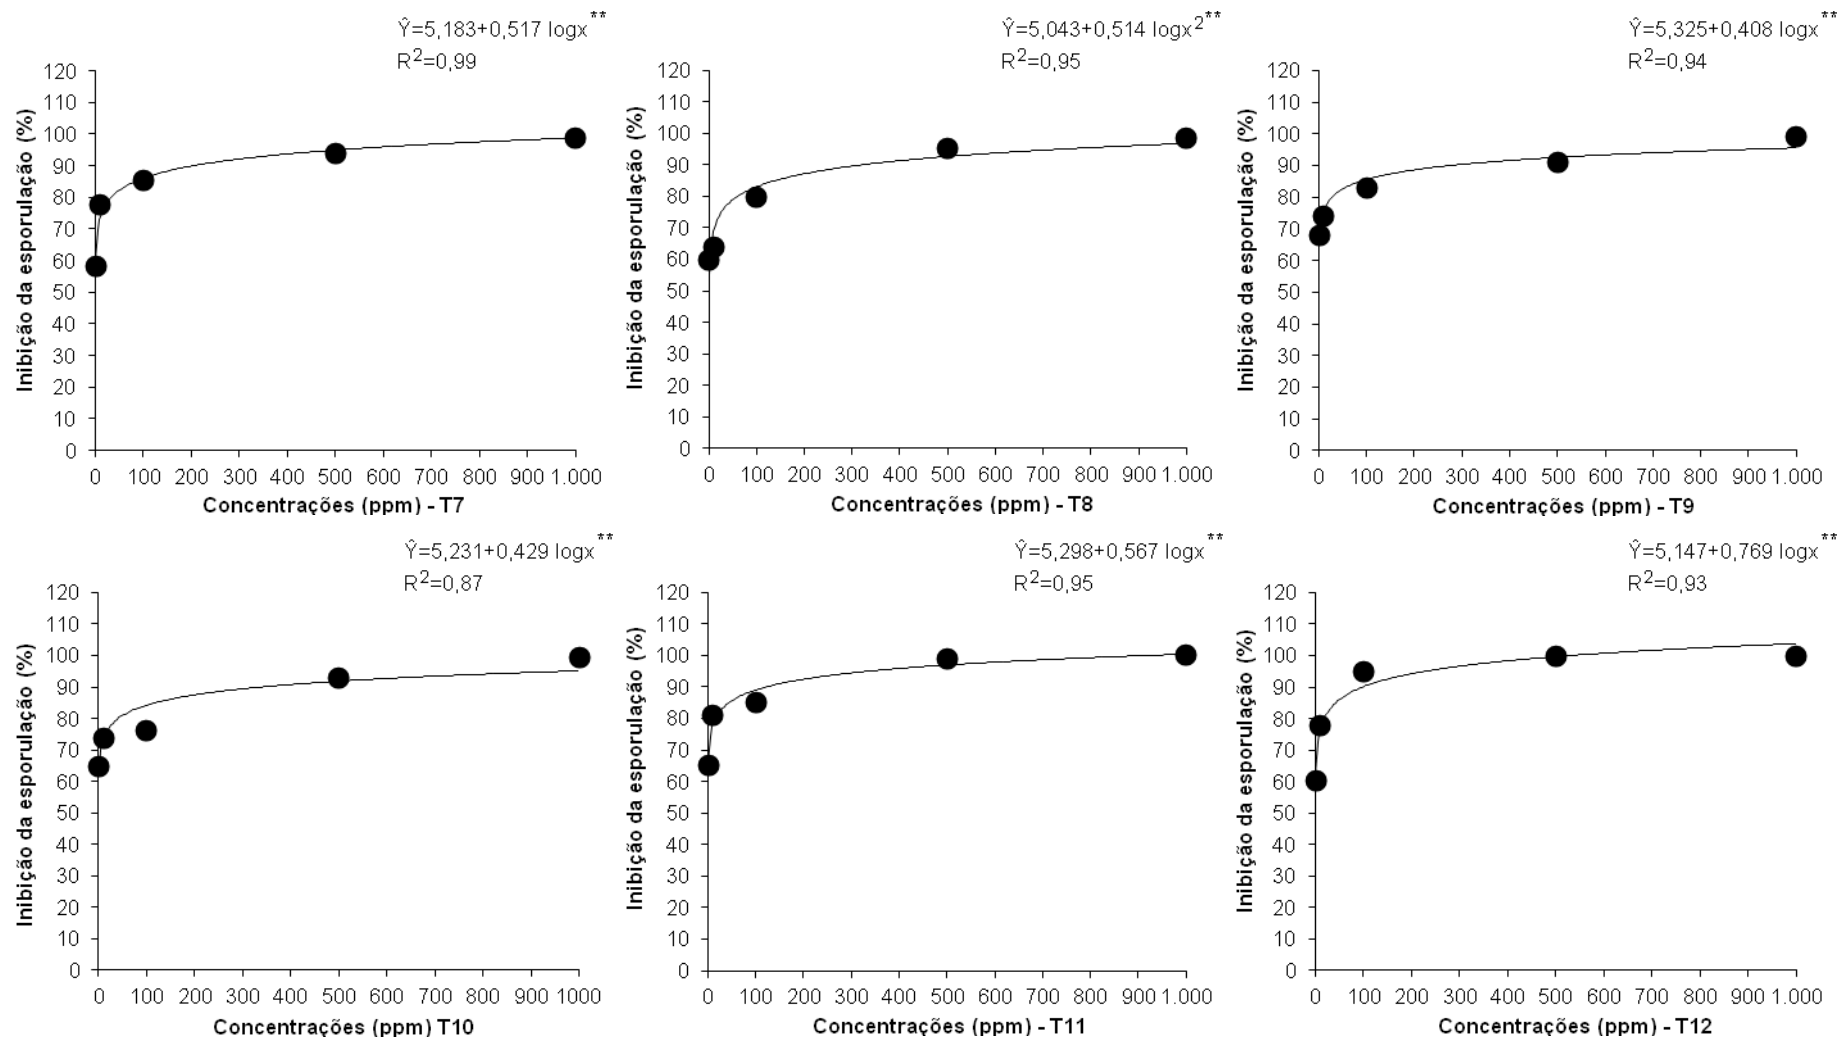 Ŷ=5,183+0,517 logx**
R2=0,99
120
110
100
90
80
70
60
50
40
30
20
10
0
Inibição da esporulação (%)
0 100 200 300 400 500 600 700 800 900 1.000
Concentrações (ppm) - T7
Ŷ=5,043+0,514 logx2**
R2=0,95
120
110
100
90
80
70
60
50
40
30
20
10
0
Inibição da esporulação (%)
0 100 200 300 400 500 600 700 800 900 1.000
Concentrações (ppm) - T8
Ŷ=5,325+0,408 logx**
R2=0,94
120
110
100
90
80
70
60
50
40
30
20
10
0
Inibição da esporulação (%)
0 100 200 300 400 500 600 700 800 900 1.000
Concentrações (ppm) - T9
Ŷ=5,231+0,429 logx**
R2=0,87
120
110
100
90
80
70
60
50
40
30
20
10
0
Inibição da esporulação (%)
0 100 200 300 400 500 600 700 800 900 1000
Concentrações (ppm) T10
Ŷ=5,298+0,567 logx**
R2=0,95
120
110
100
90
80
70
60
50
40
30
20
10
0
Inibição da esporulação (%)
0 100 200 300 400 500 600 700 800 900 1.000
Concentrações (ppm) - T11
Ŷ=5,147+0,769 logx**
R2=0,93
120
110
100
90
80
70
60
50
40
30
20
10
0
Inibição da esporulação (%)
0 100 200 300 400 500 600 700 800 900 1.000
Concentrações (ppm) - T12